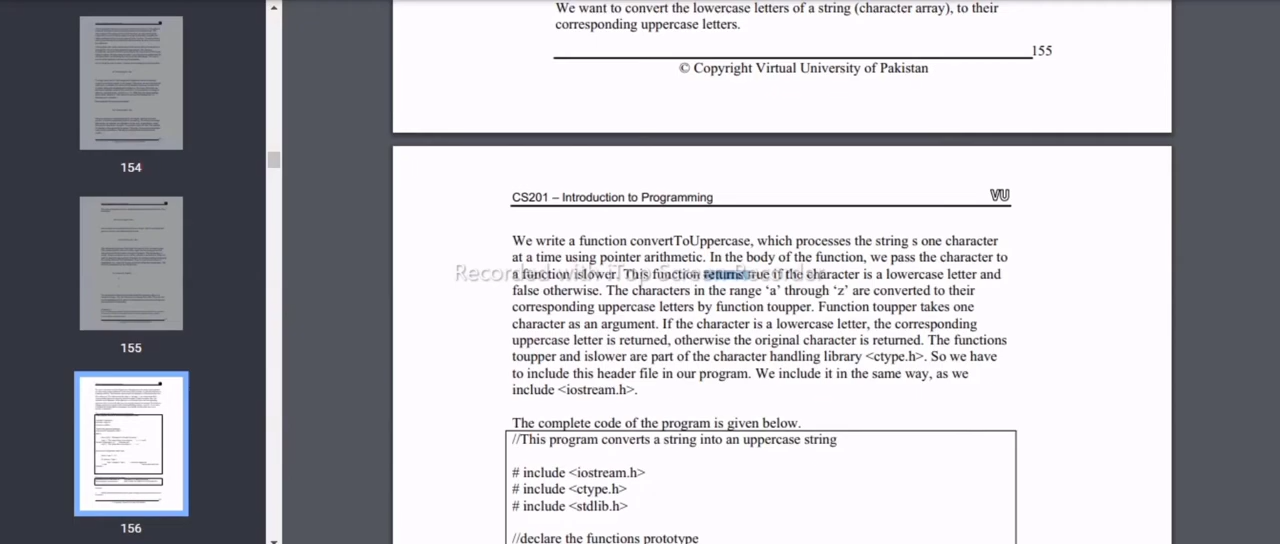 We want to convert the lowercase letters of a string (character array), to their
corresponding uppercase letters.
155
© Copyright Virtual University of Pakistan
154
155
156
CS201 – Introduction to Programming
VU
We write a function convertToUppercase, which processes the string s one character
at a time using pointer arithmetic. In the body of the function, we pass the character to
a function islower. This function returns true if the character is a lowercase letter and
Recorded with iTop Screen Recorder
false otherwise. The characters in the range ‘a’ through ‘z’ are converted to their
corresponding uppercase letters by function toupper. Function toupper takes one
character as an argument. If the character is a lowercase letter, the corresponding
uppercase letter is returned, otherwise the original character is returned. The functions
toupper and islower are part of the character handling library <ctype.h>. So we have
to include this header file in our program. We include it in the same way, as we
include <iostream.h>.
The complete code of the program is given below.
//This program converts a string into an uppercase string
# include <iostream.h>
# include <ctype.h>
# include <stdlib.h>
//declare the functions prototype